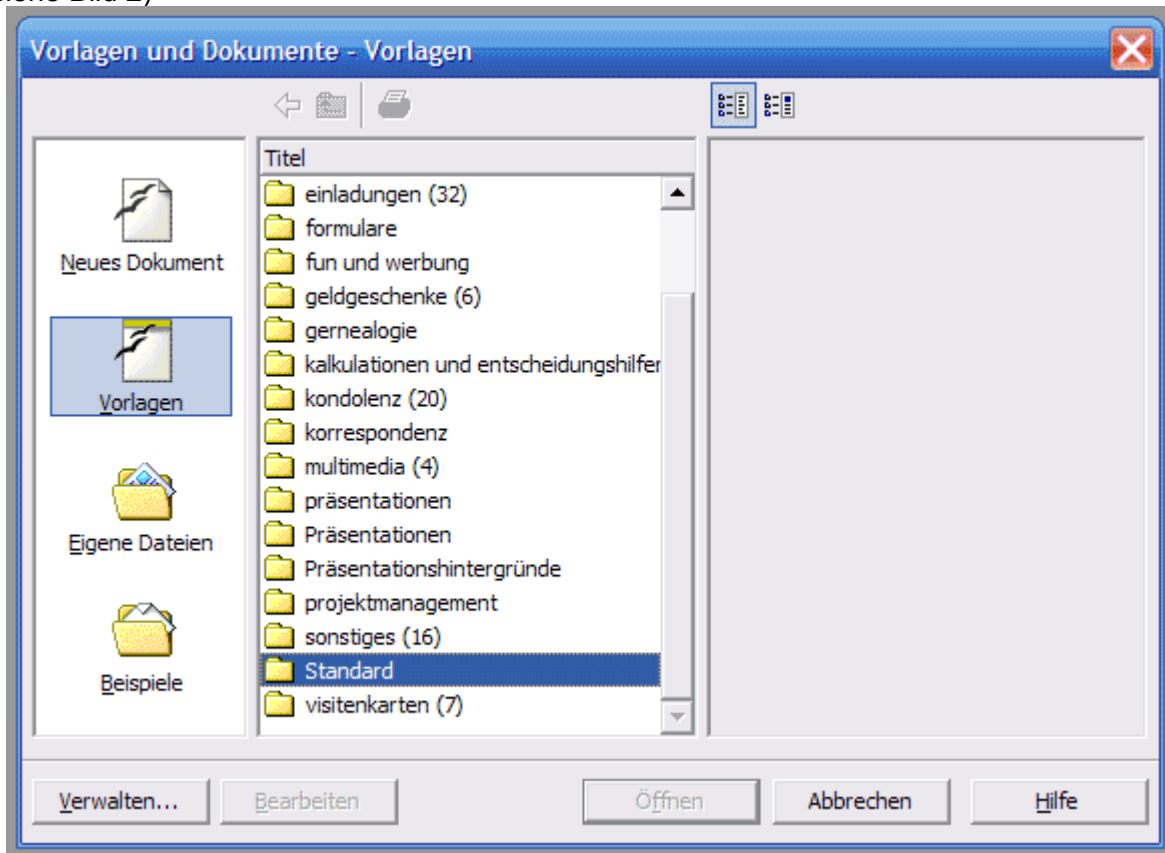 Vorlagen und Dokumente - Vorlagen
Neues Dokument
Vorlagen
Eigene Dateien
Beispiele
Titel
einladungen (32)
formulare
fun und werbung
geldgeschenke (6)
gernealogie
kalkulationen und entscheidungshilfer
kondolenz (20)
korrespondenz
multimedia (4)
präsentationen
Präsentationen
Präsentationshintergründe
projektmanagement
sonstiges (16)
Standard
visitenkarten (7)
Verwalten... Bearbeiten Öffnen Abbrechen Hilfe